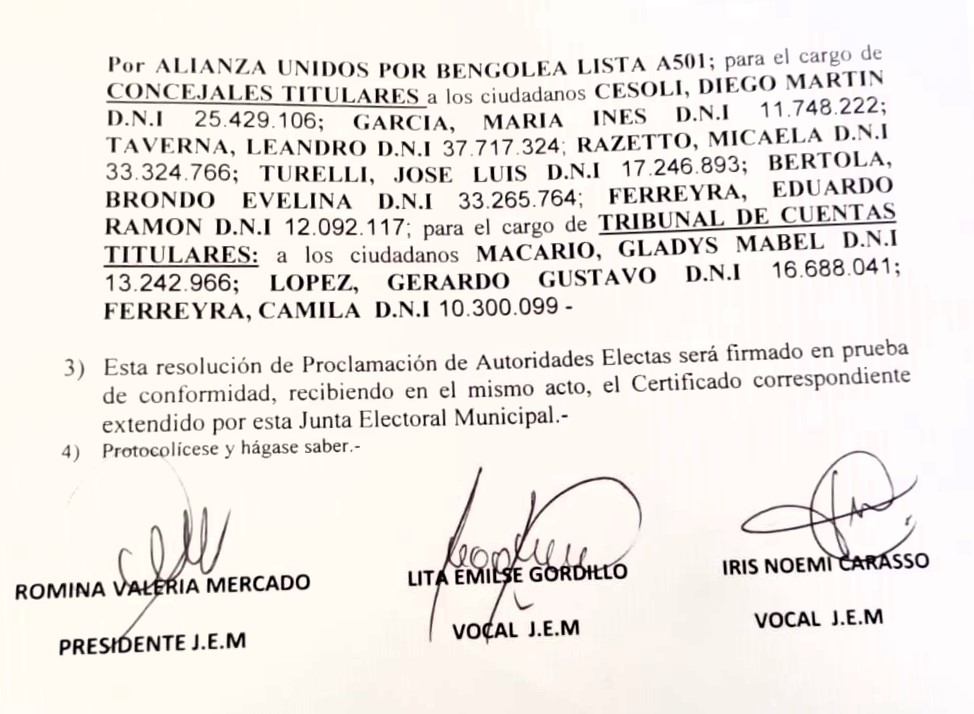 Por ALIANZA UNIDOS POR BENGOLEA LISTA A501; para el cargo de
CONCEJALES TITULARES a los ciudadanos CESOLI, DIEGO MARTIN
D.N.I 25.429.106; GARCIA, MARIA INES D.N.I 11.748.222;
TAVERNA, LEANDRO D.N.I 37.717.324; RAZETTO, MICAELA D.N.I
33.324.766; TURELLI, JOSE LUIS D.N.I 17.246.893; BERTOLA,
BRONDO EVELINA D.N.I 33.265.764; FERREYRA, EDUARDO
RAMON D.N.I 12.092.117; para el cargo de TRIBUNAL DE CUENTAS
TITULARES: a los ciudadanos MACARIO, GLADYS MABEL D.N.I
13.242.966; LOPEZ, GERARDO GUSTAVO D.N.I 16.688.041;
FERREYRA, CAMILA D.N.I 10.300.099 -
3) Esta resolución de Proclamación de Autoridades Electas será firmado en prueba
de conformidad, recibiendo en el mismo acto, el Certificado correspondiente
extendido por esta Junta Electoral Municipal.-
4) Protocolícese y hágase saber.-
ROMINA VALERIA MERCADO
PRESIDENTE J.E.M
LITA EMILSE GORDILLO
VOCAL J.E.M
IRIS NOEMI CARASSO
VOCAL J.E.M